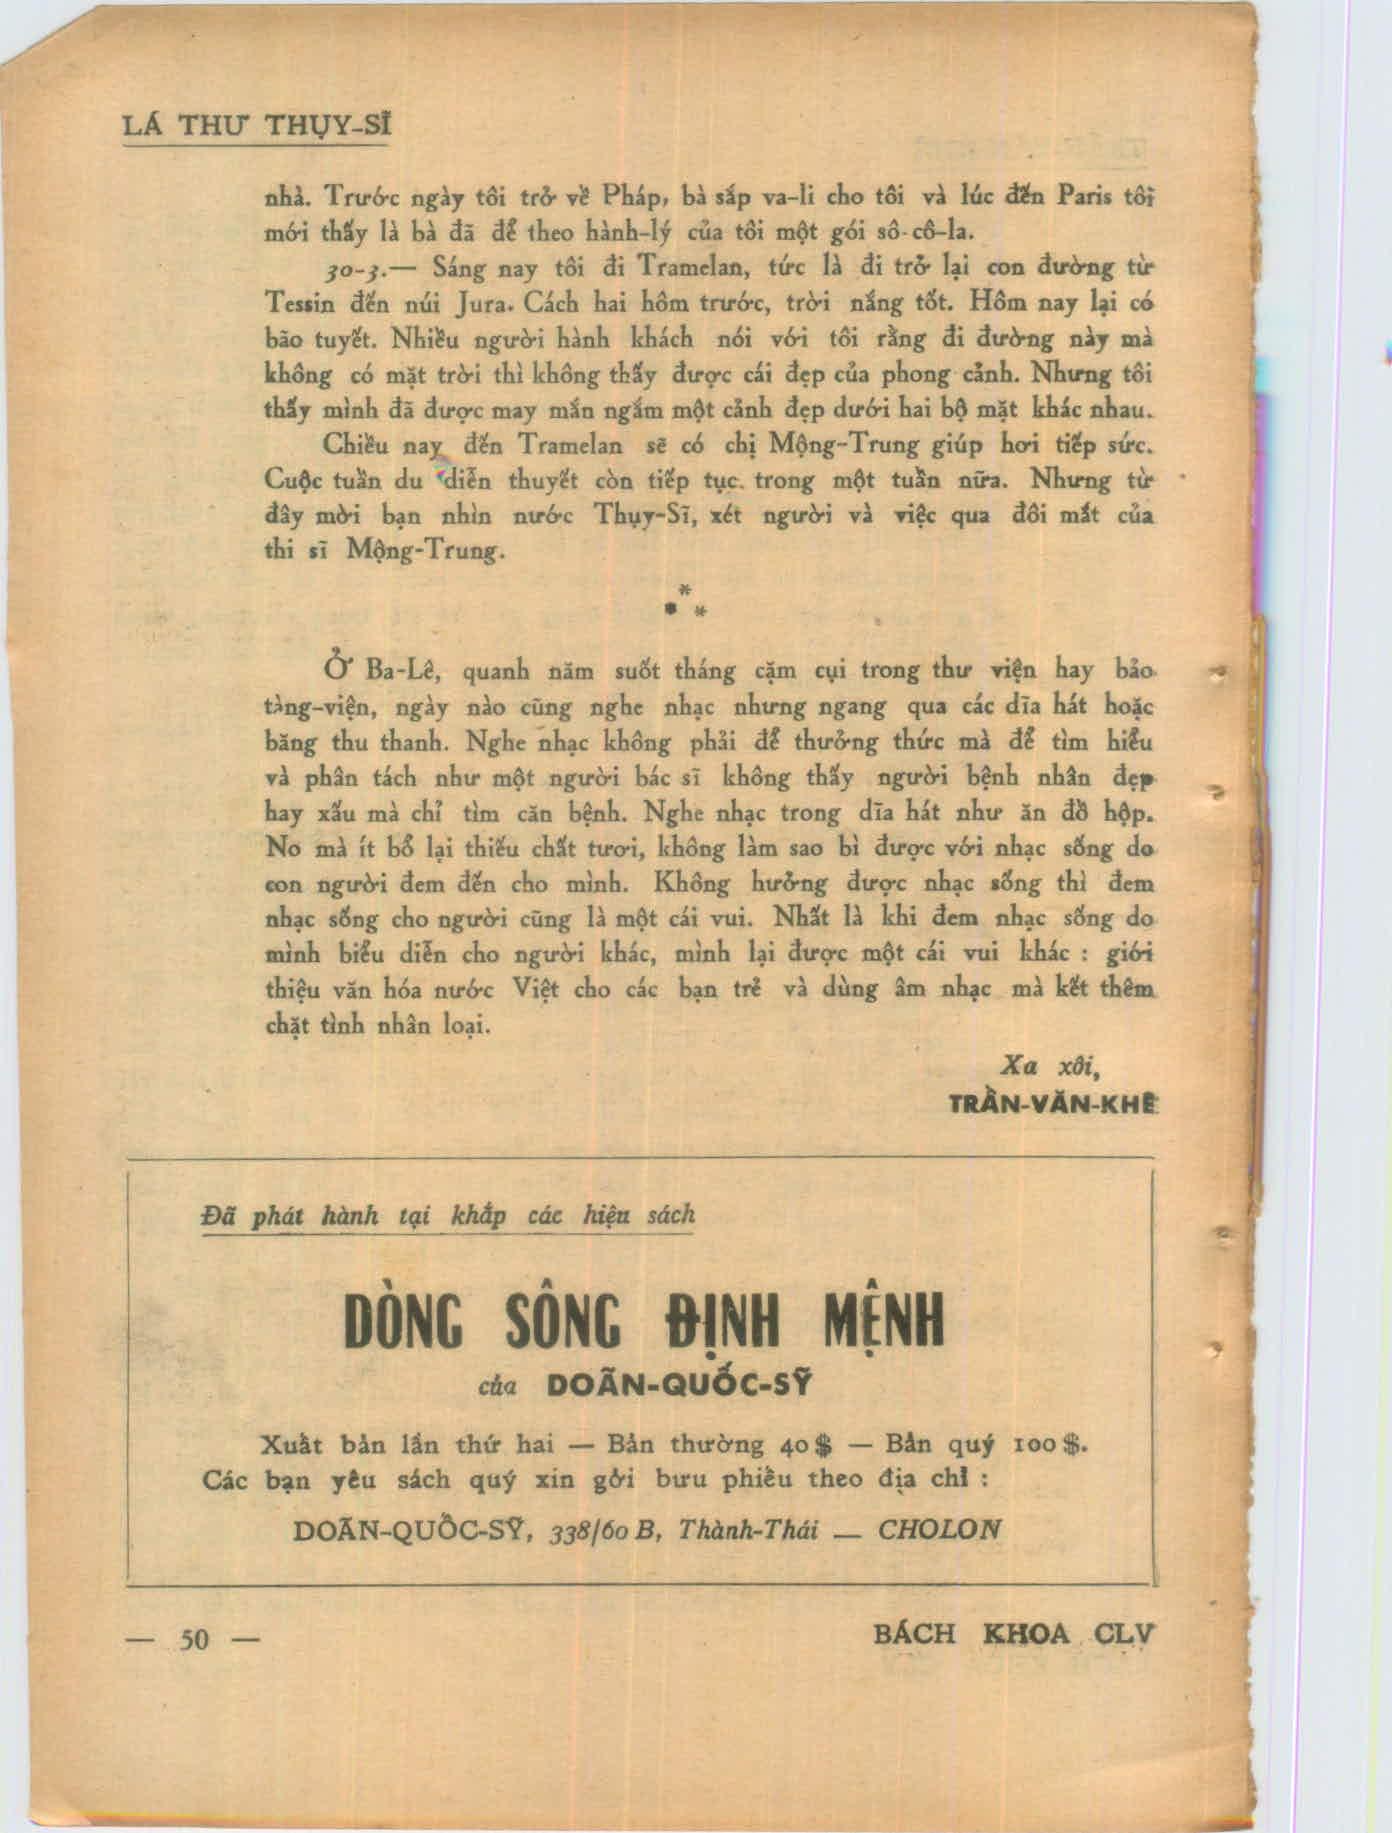 LÁ THƯ THỤY-SĨ
nhà. Trước ngày tôi trở về Pháp, bà sắp va-li cho tôi và lúc đến Paris tôi
mới thấy là bà đã để theo hành-lý của tôi một gói sô-cô-la.
30-3.— Sáng nay tôi đi Tramelan, tức là đi trở lại con đường từ
Tessin đến núi Jura. Cách hai hôm trước, trời nắng tốt. Hôm nay lại có
bão tuyết. Nhiều người hành khách nói với tôi rằng đi đường này mà
không có mặt trời thì không thấy được cái đẹp của phong cảnh. Nhưng tôi
thấy mình đã được may mắn ngắm một cảnh đẹp dưới hai bộ mặt khác nhau.
Chiều nay đến Tramelan sẽ có chị Mộng-Trung giúp hơi tiếp sức.
Cuộc tuần du diễn thuyết còn tiếp tục trong một tuần nữa. Nhưng từ
đây mời bạn nhìn nước Thụy-Sĩ, xét người và việc qua đôi mắt của
thi sĩ Mộng-Trung.
*
* *
Ở Ba-Lê, quanh năm suốt tháng cặm cụi trong thư viện hay bảo
tàng-viện, ngày nào cũng nghe nhạc nhưng ngang qua các dĩa hát hoặc
băng thu thanh. Nghe nhạc không phải để thưởng thức mà để tìm hiểu
và phân tách như một người bác sĩ không thấy người bệnh nhân đẹp
hay xấu mà chỉ tìm căn bệnh. Nghe nhạc trong dĩa hát như ăn đồ hộp.
No mà ít bổ lại thiếu chất tươi, không làm sao bì được với nhạc sống do
con người đem đến cho mình. Không hưởng được nhạc sống thì đem
nhạc sống cho người cũng là một cái vui. Nhất là khi đem nhạc sống do
mình biểu diễn cho người khác, mình lại được một cái vui khác : giới
thiệu văn hóa nước Việt cho các bạn trẻ và dùng âm nhạc mà kết thêm
chặt tình nhân loại.
Xa xôi,
TRẦN-VĂN-KHÊ
Đã phát hành tại khắp các hiệu sách
DÒNG SÔNG ĐỊNH MỆNH
của DOÃN-QUỐC-SỸ
Xuất bản lần thứ hai — Bản thường 40$ — Bản quý 100$.
Các bạn yêu sách quý xin gởi bưu phiếu theo địa chỉ :
DOÃN-QUỐC-SỸ, 338/60 B, Thành-Thái — CHOLON
— 50 —
BÁCH KHOA CLV